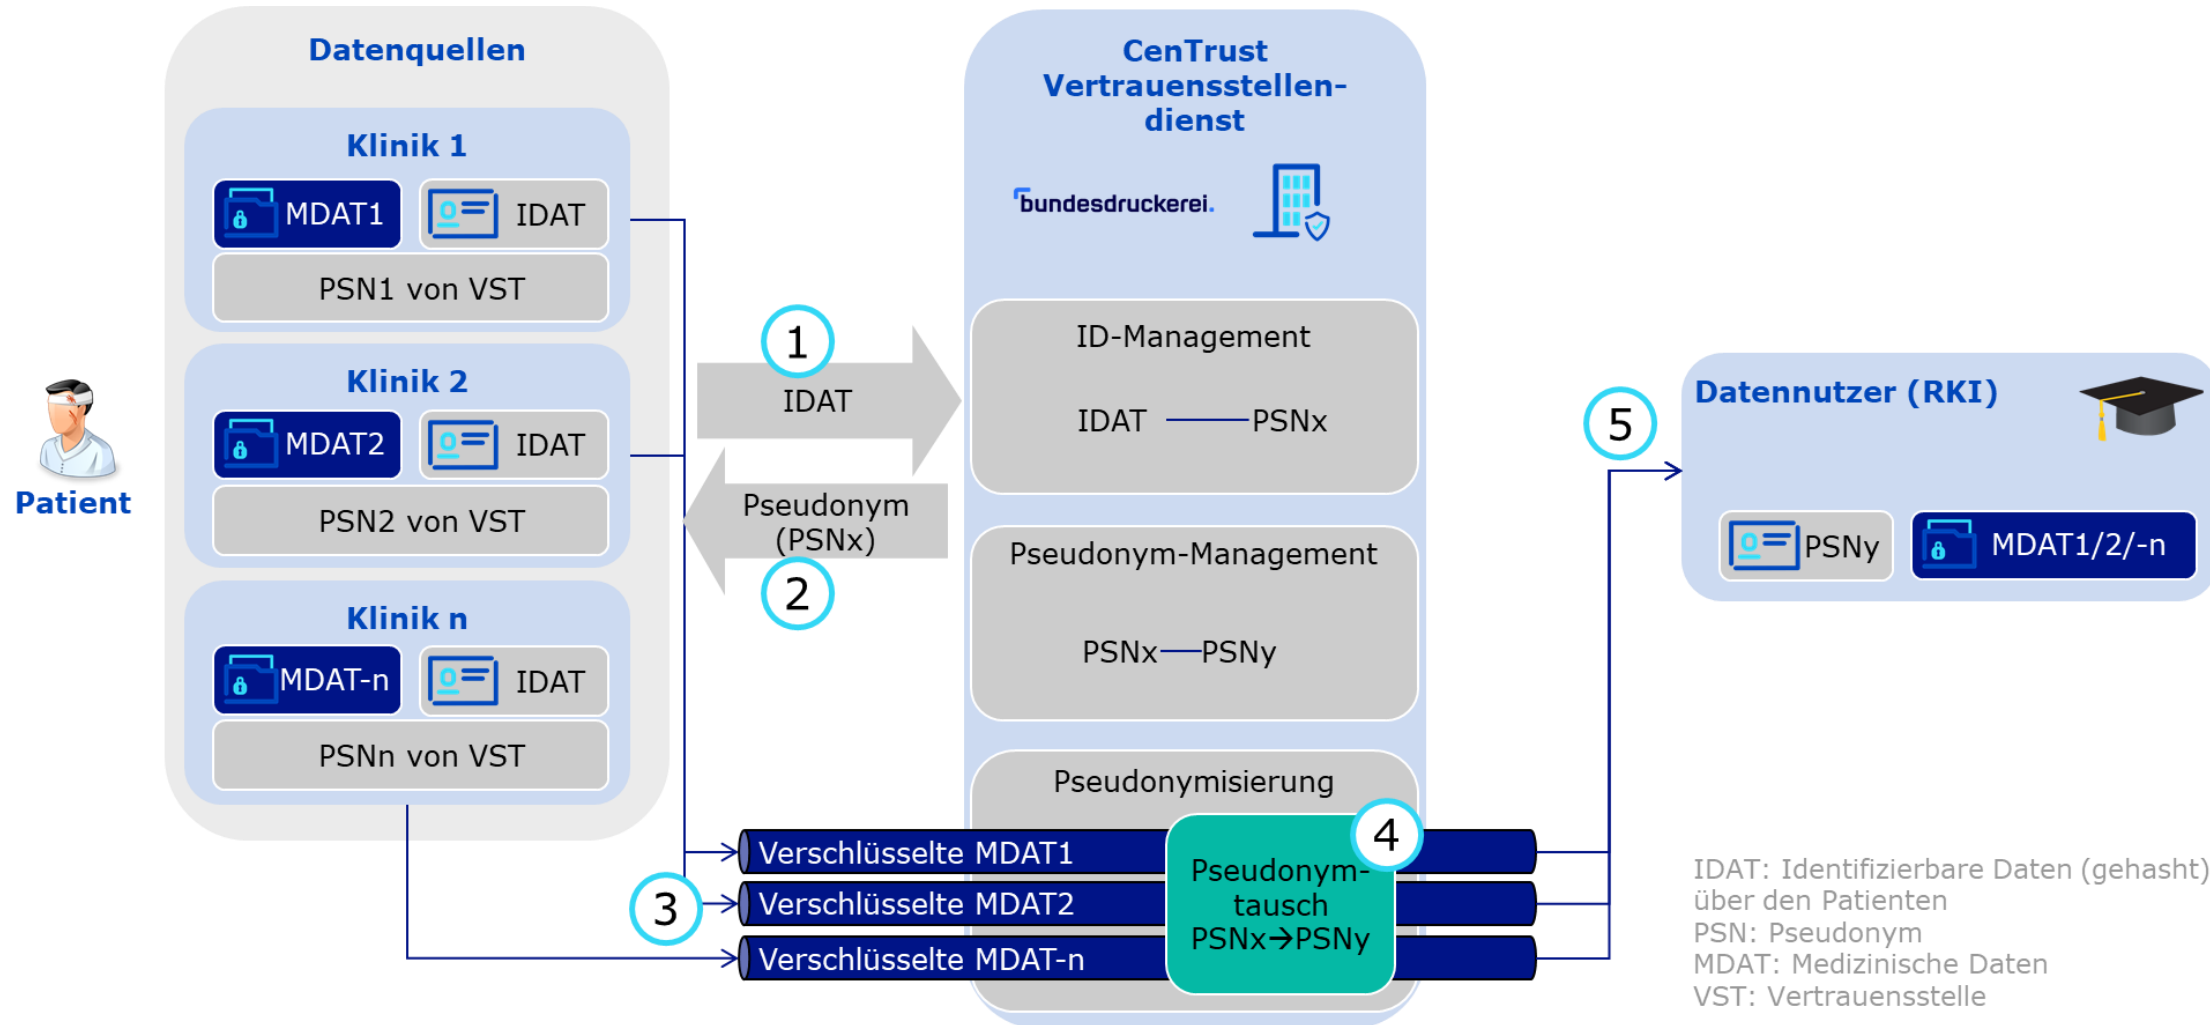 Datenquellen
Klinik 1
MDAT1
IDAT
PSN1 von VST
Klinik 2
MDAT2
IDAT
PSN2 von VST
Klinik n
MDAT-n
IDAT
PSNn von VST
Patient
1
IDAT
Pseudonym
(PSNx)
2
3
CenTrust
Vertrauensstellen-
dienst
bundesdruckerei.
ID-Management
IDAT
PSNx
Pseudonym-Management
PSNx
PSNy
Pseudonymisierung
Verschlüsselte MDAT1
Verschlüsselte MDAT2
Verschlüsselte MDAT-n
4
Pseudonym-
tausch
PSNx→PSNy
5
Datennutzer (RKI)
PSNy
MDAT1/2/-n
IDAT: Identifizierbare Daten (gehasht)
über den Patienten
PSN: Pseudonym
MDAT: Medizinische Daten
VST: Vertrauensstelle